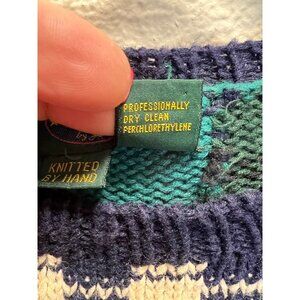 PROFESSIONALLY
DRY CLEAN
PERCHLORETHYLENE
KNITTED
BY HAND